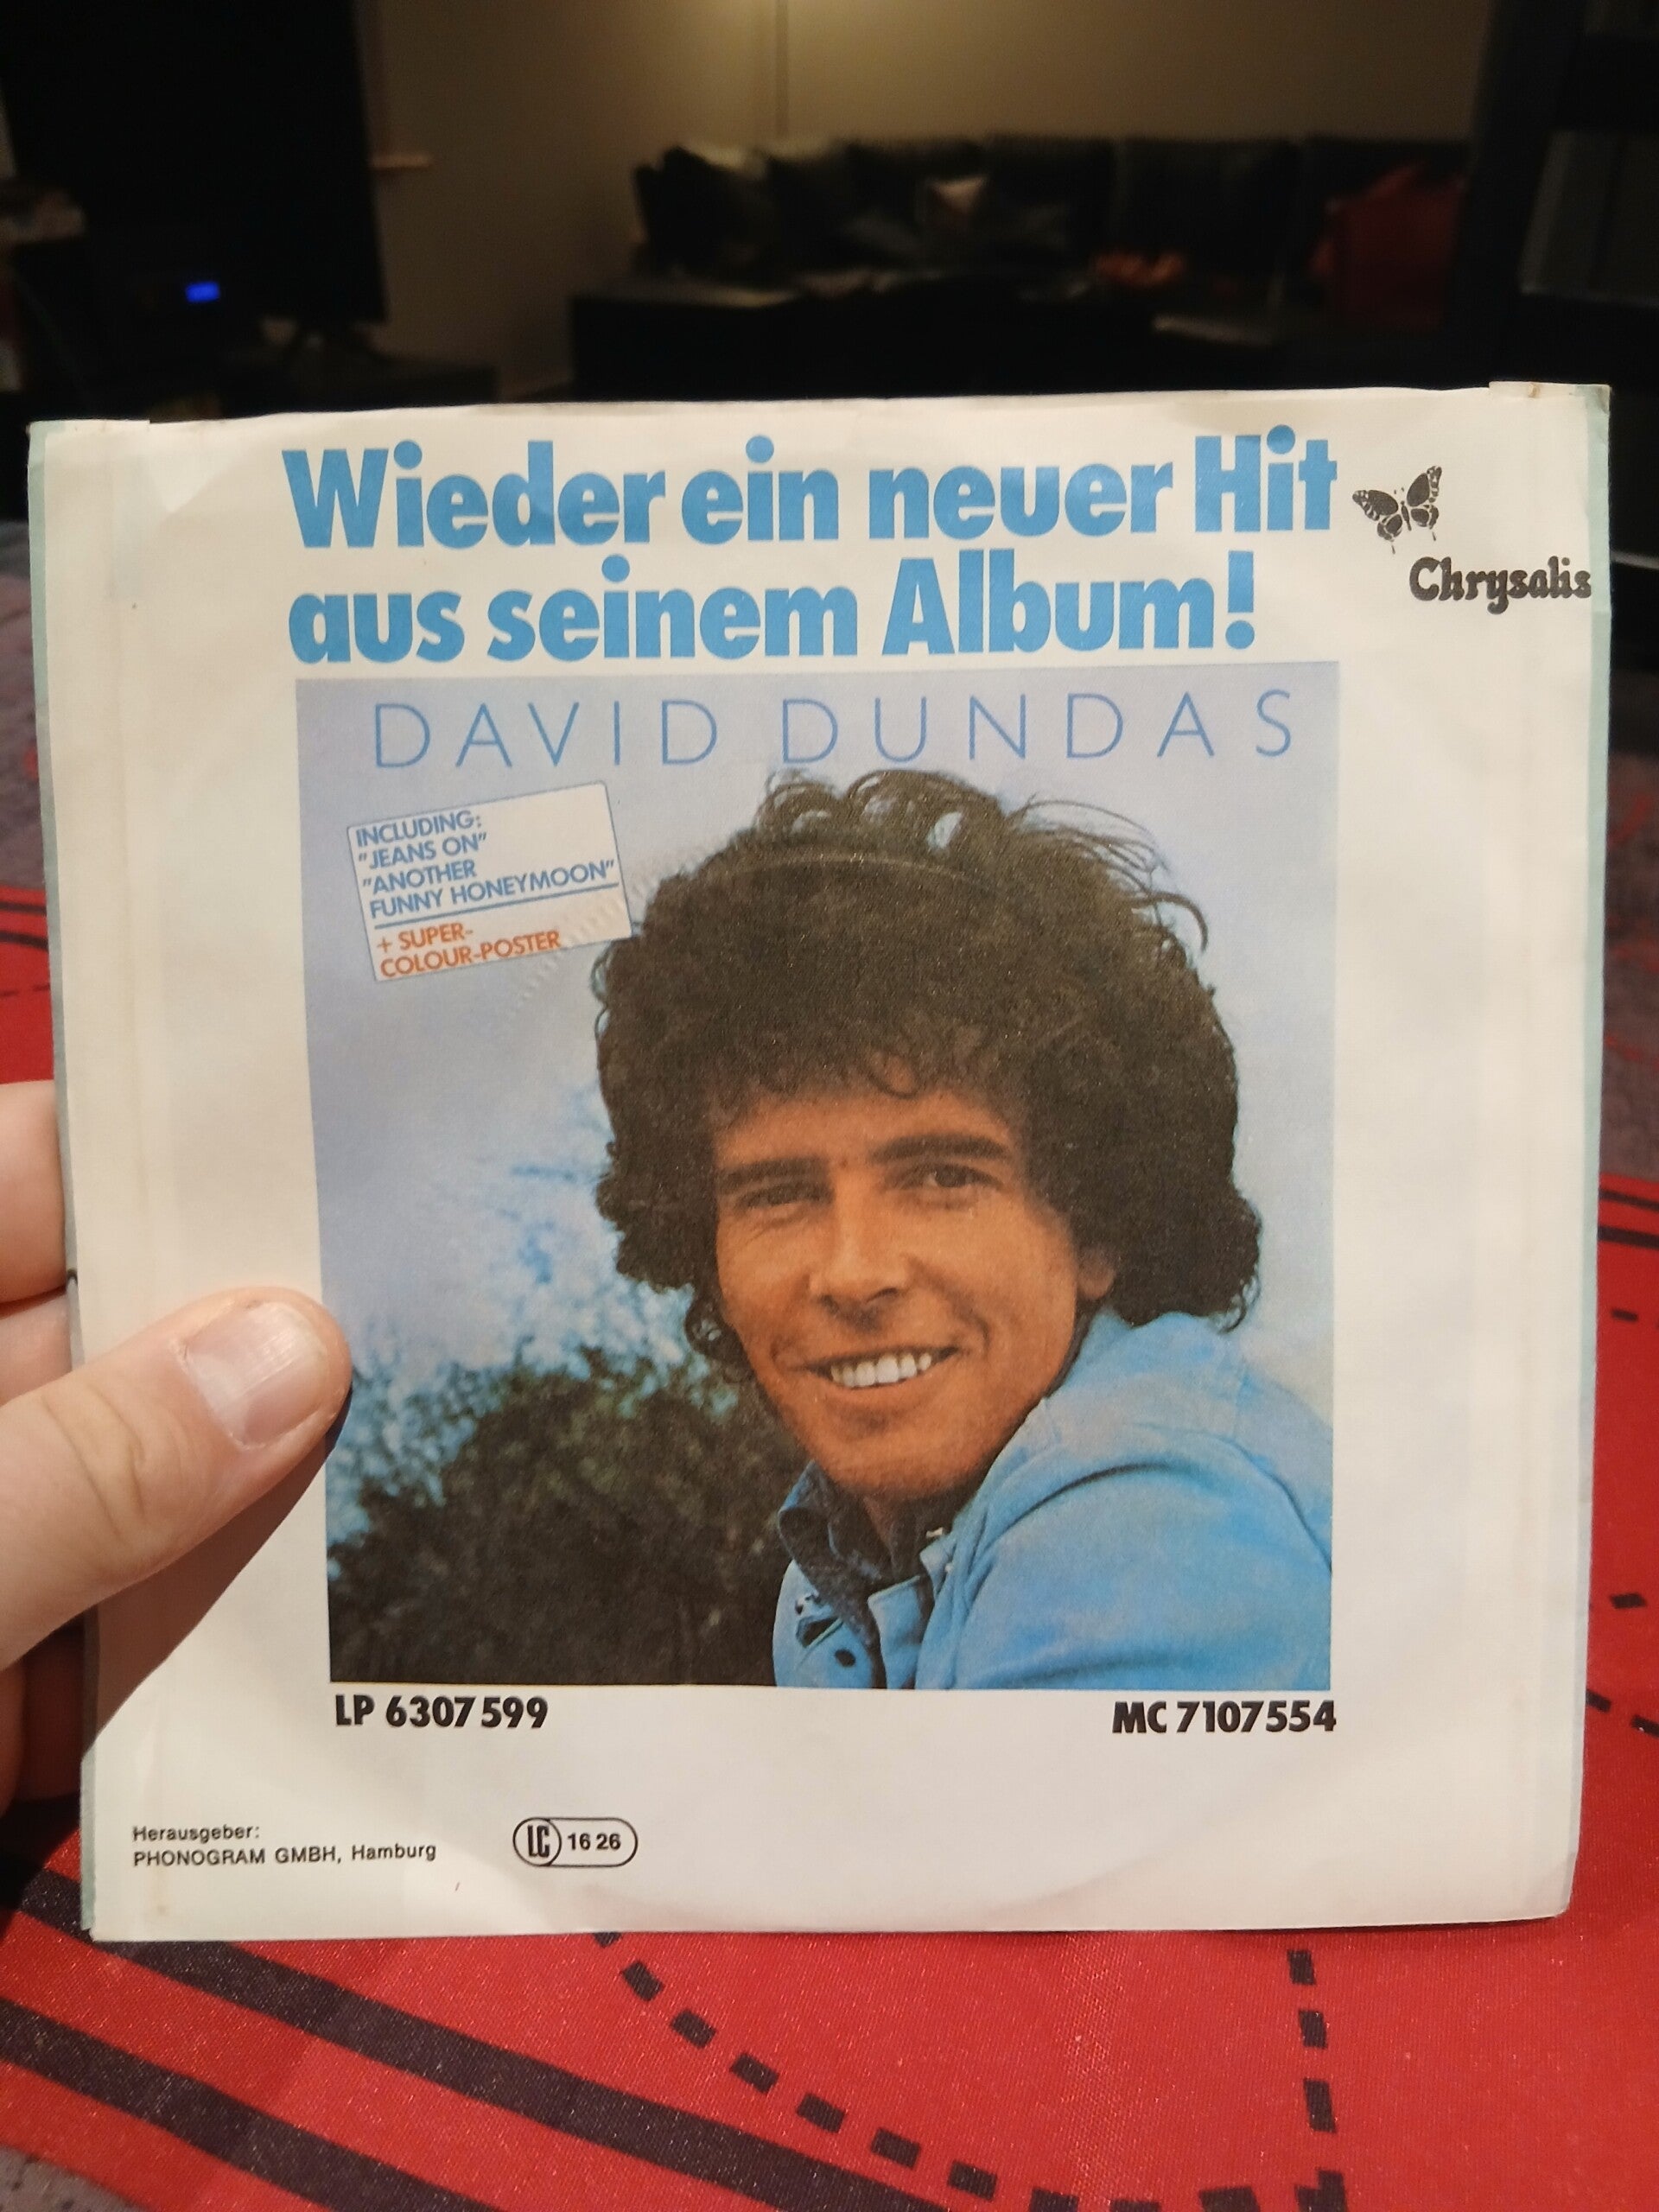 Wieder ein neuer Hit
aus seinem Album!
Chrysalis
DAVID DUNDAS
INCLUDING:
"JEANS ON"
"ANOTHER
FUNNY HONEYMOON"
+ SUPER-
COLOUR-POSTER
LP 6307 599
MC 7107 554
Herausgeber:
PHONOGRAM GMBH, Hamburg
LC 16 26